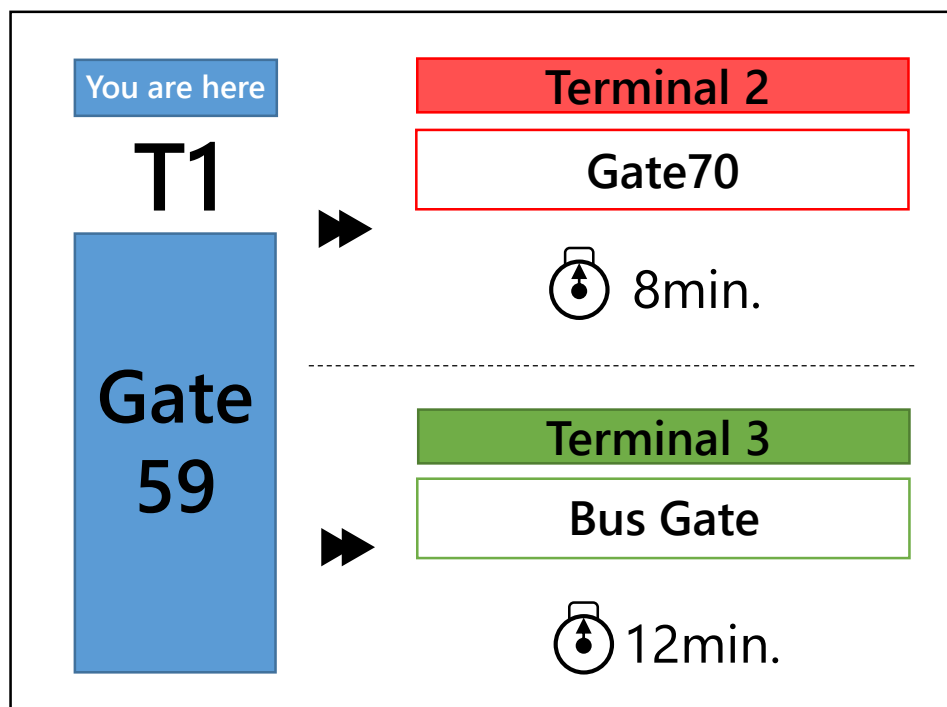 You are here
T1
Gate
59
Terminal 2
Gate70
8min.
Terminal 3
Bus Gate
12min.